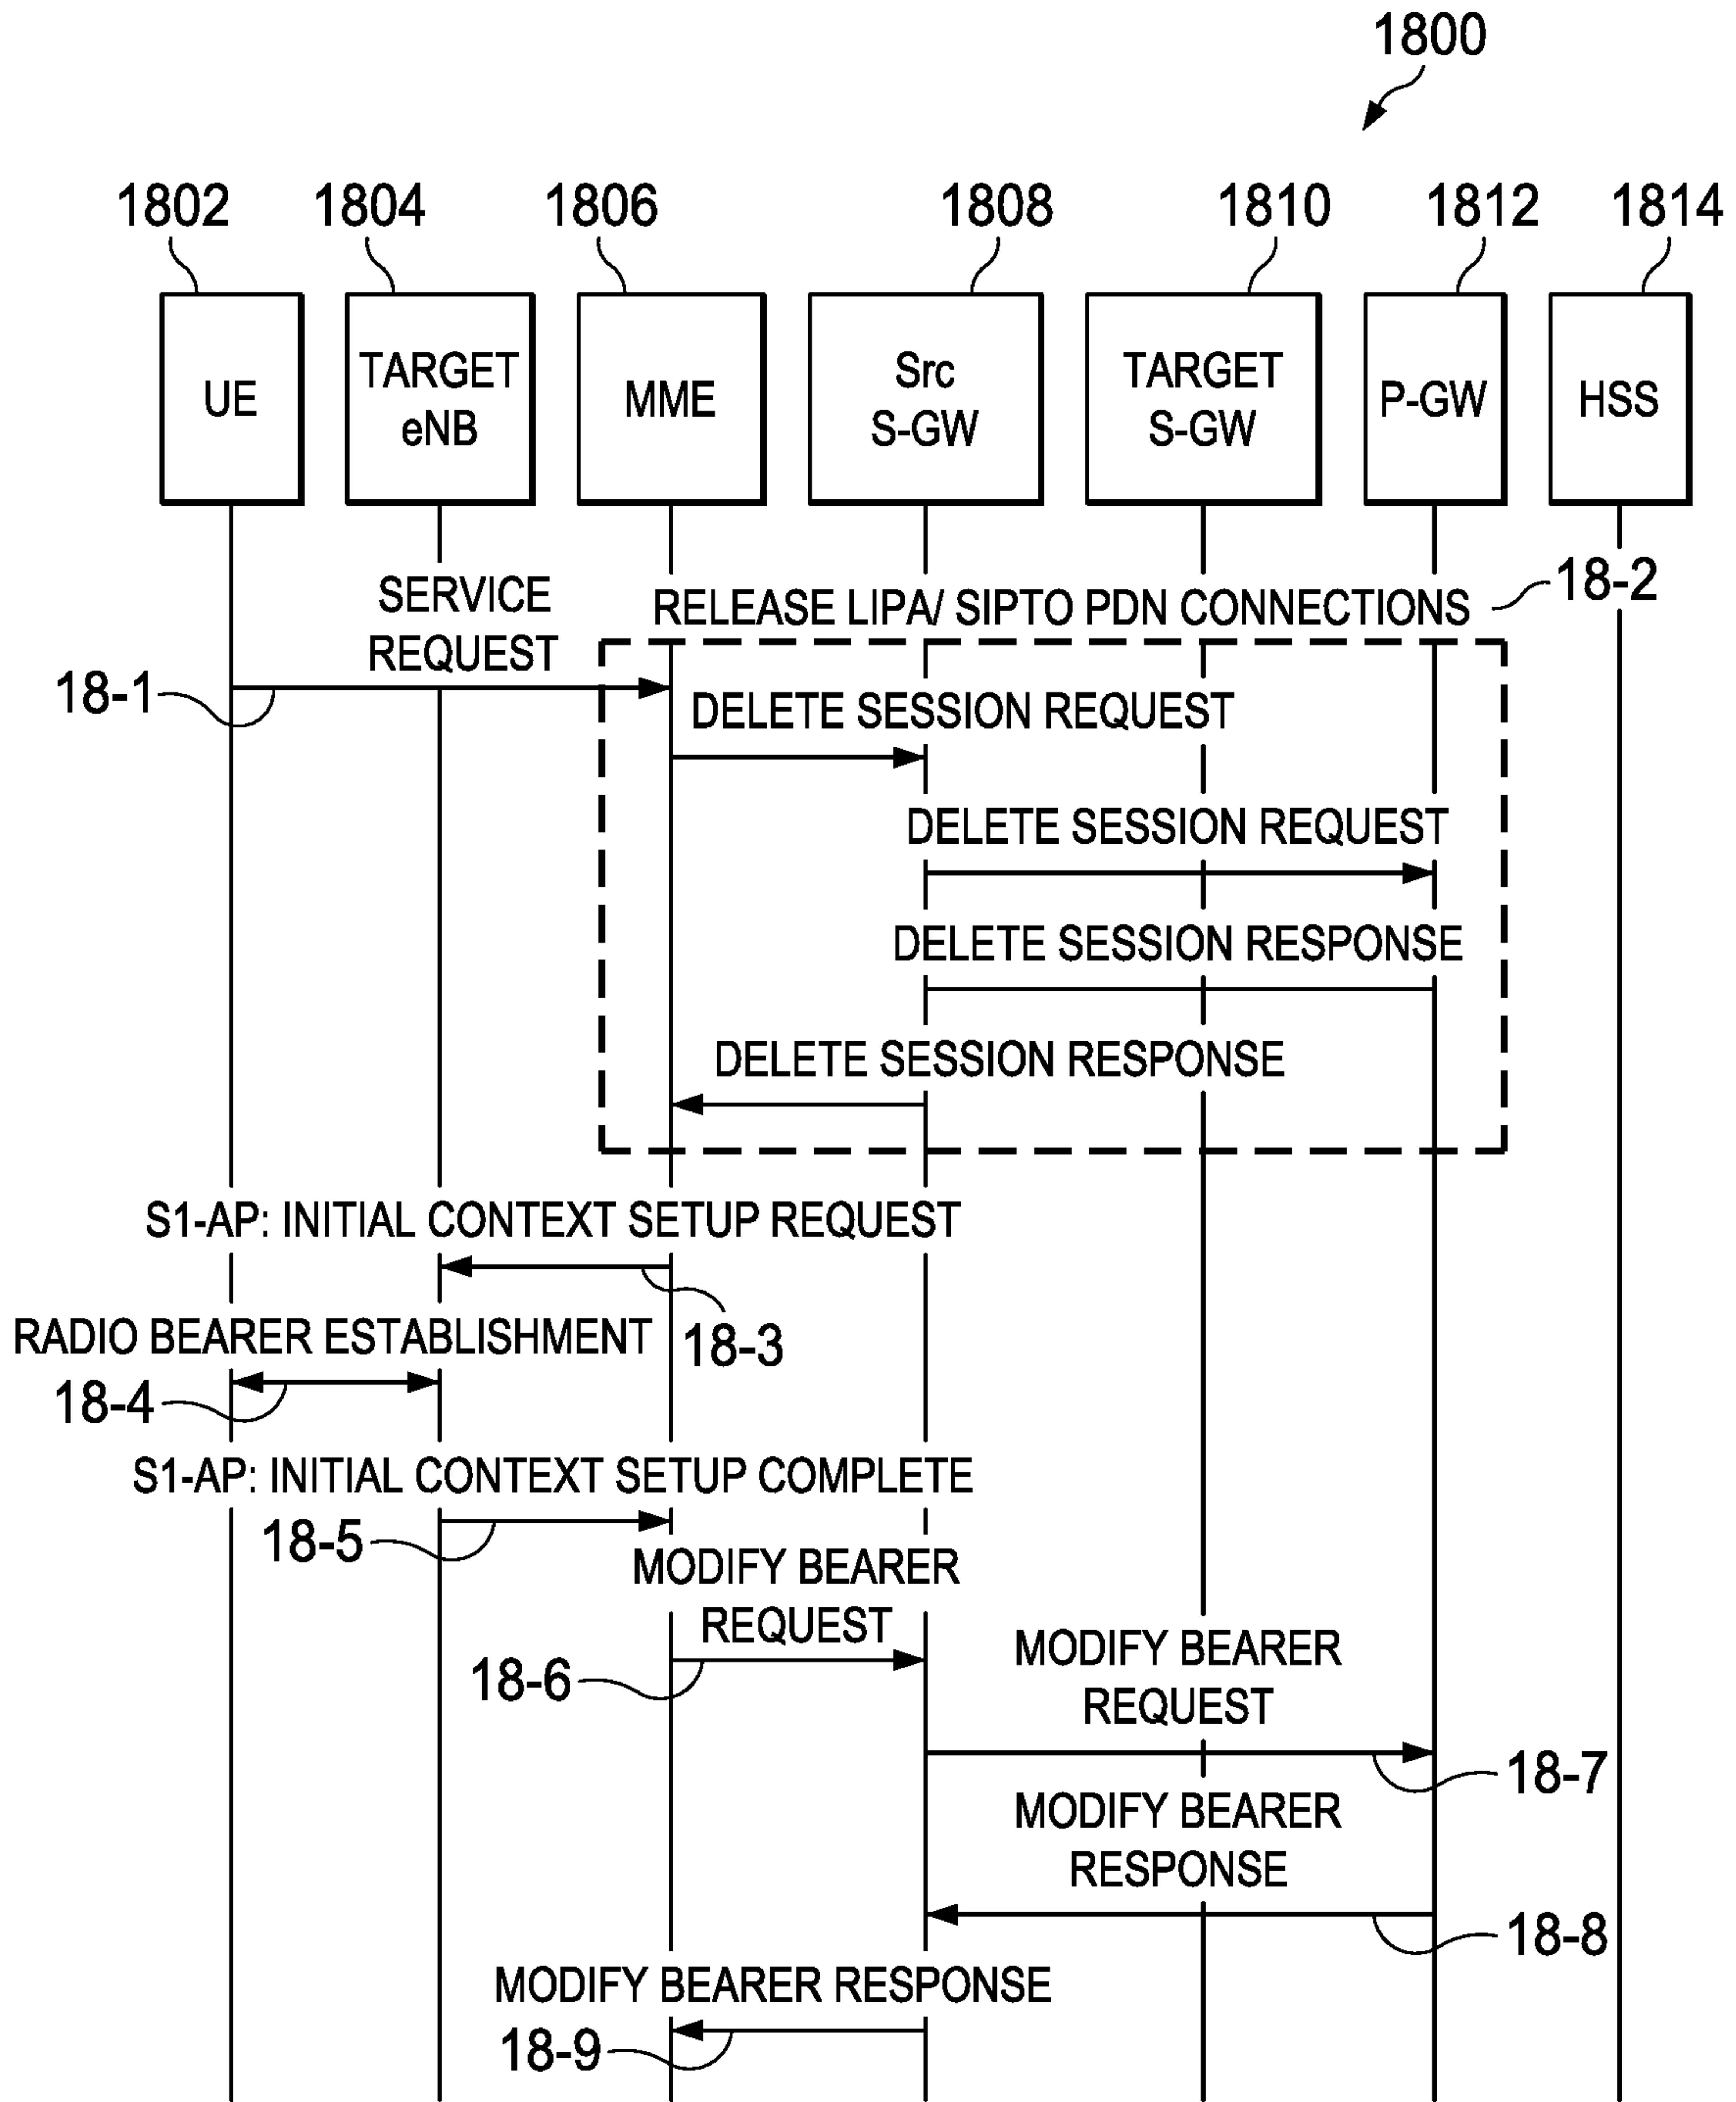 1800
1802
1804
1806
1808
1810
1812
1814
UE
TARGET
eNB
MME
Src
S-GW
TARGET
S-GW
P-GW
HSS
SERVICE
REQUEST
18-1
RELEASE LIPA/ SIPTO PDN CONNECTIONS
18-2
DELETE SESSION REQUEST
DELETE SESSION REQUEST
DELETE SESSION RESPONSE
DELETE SESSION RESPONSE
S1-AP: INITIAL CONTEXT SETUP REQUEST
18-3
RADIO BEARER ESTABLISHMENT
18-4
S1-AP: INITIAL CONTEXT SETUP COMPLETE
18-5
MODIFY BEARER
REQUEST
18-6
MODIFY BEARER
REQUEST
18-7
MODIFY BEARER
RESPONSE
18-8
MODIFY BEARER RESPONSE
18-9